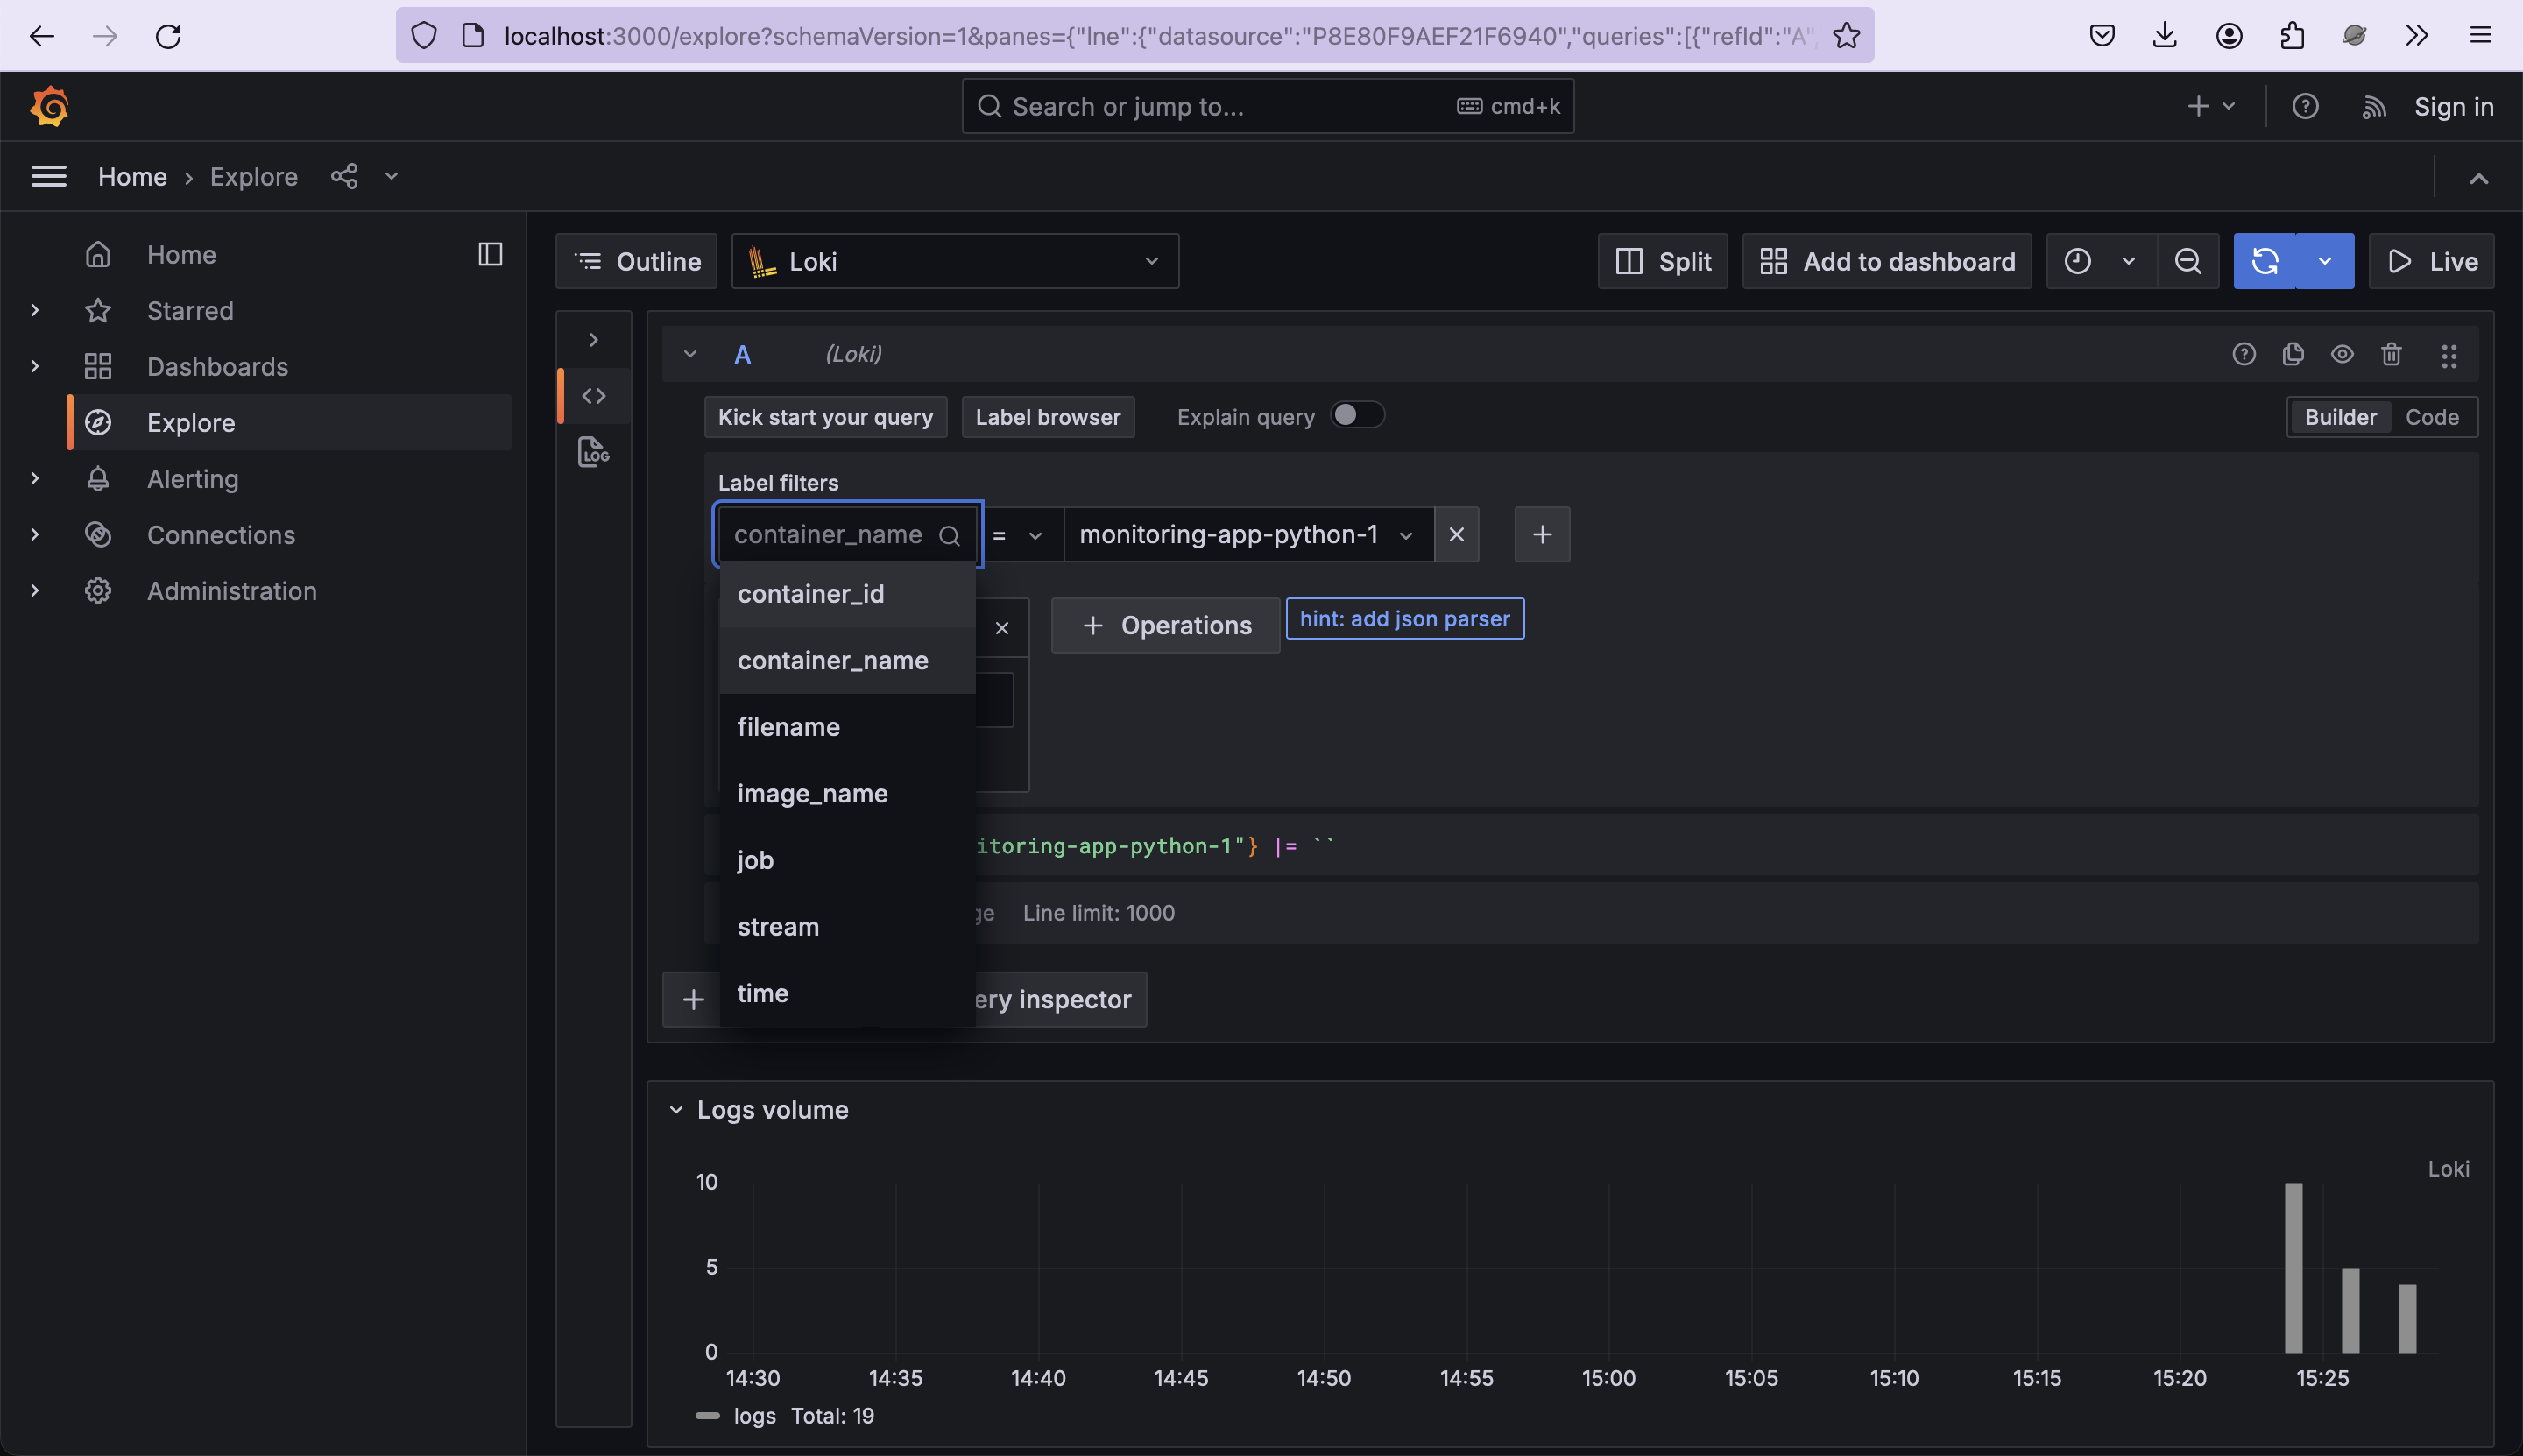 localhost:3000/explore?schemaVersion=1&panes={"lne":{"datasource":"P8E80F9AEF21F6940","queries":[{"refId":"A",
Search or jump to... cmd+k
Sign in
Home › Explore
Home
Starred
Dashboards
Explore
Alerting
Connections
Administration
Outline
Loki
Split
Add to dashboard
Live
LOG
A (Loki)
Kick start your query
Label browser
Explain query
Builder
Code
Label filters
container_name
=
monitoring-app-python-1
container_id
container_name
filename
image_name
job
stream
time
+ Operations
hint: add json parser
itoring-app-python-1"} |= ``
ge Line limit: 1000
ery inspector
Logs volume
Loki
10
5
0
14:30 14:35 14:40 14:45 14:50 14:55 15:00 15:05 15:10 15:15 15:20 15:25
logs Total: 19